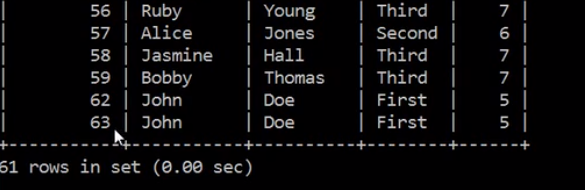 | 56 | Ruby | Young | Third | 7 |
| 57 | Alice | Jones | Second | 6 |
| 58 | Jasmine | Hall | Third | 7 |
| 59 | Bobby | Thomas | Third | 7 |
| 62 | John | Doe | First | 5 |
| 63 | John | Doe | First | 5 |
61 rows in set (0.00 sec)